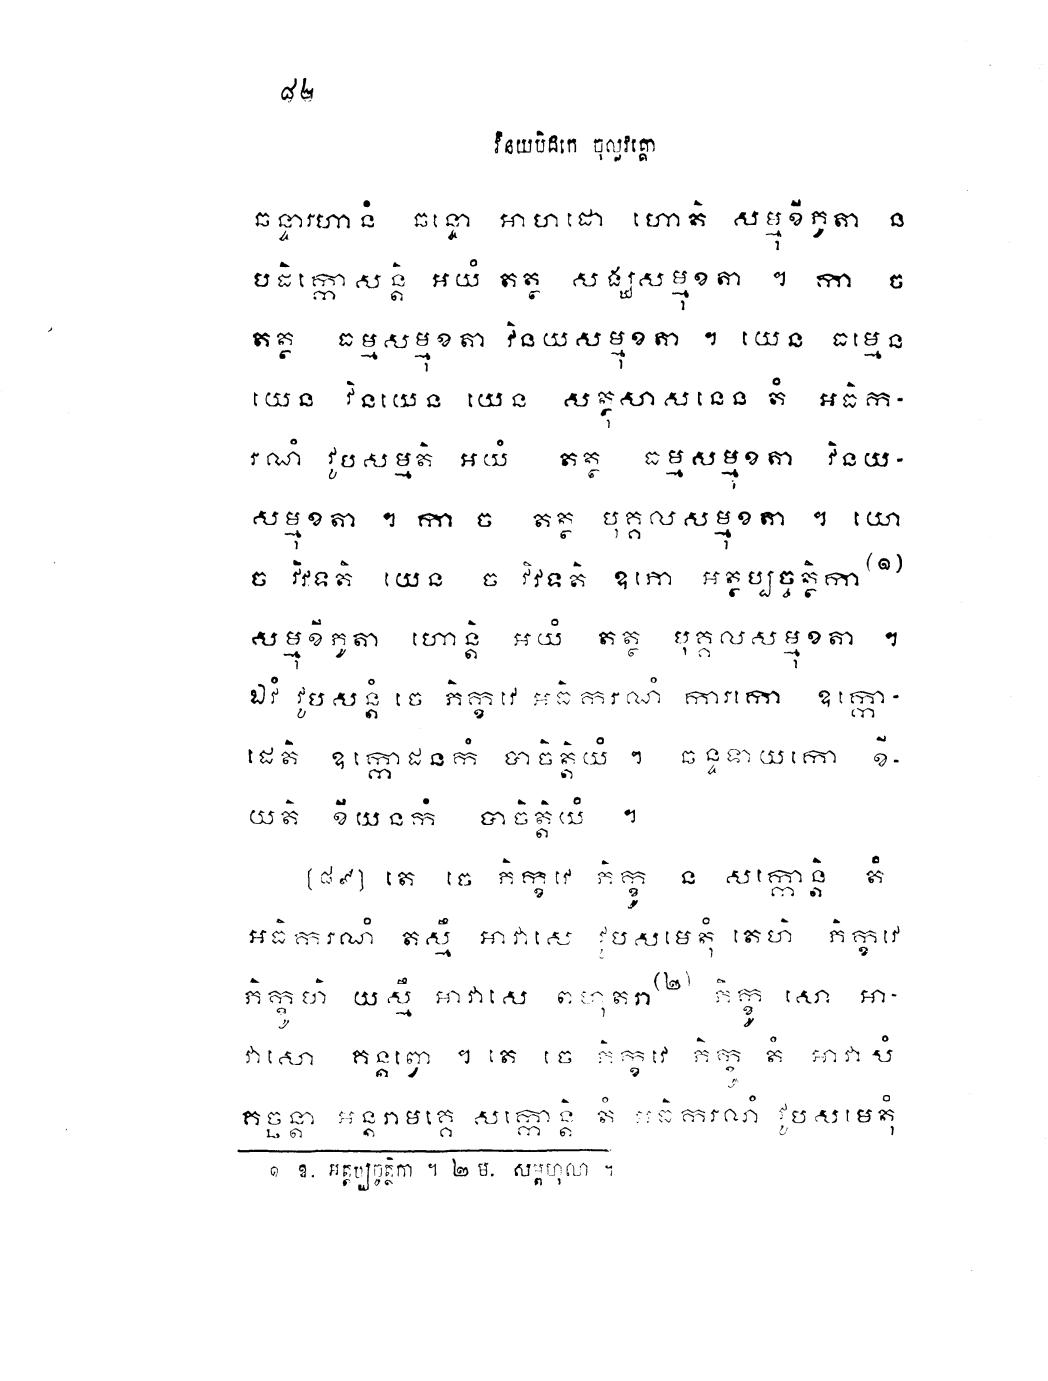 ៨២
វិនយបិដកេ ចុល្លវគ្គោ
ឆន្ទារហានំ ឆន្ទោ អាហដោ ហោតិ សម្មុខីភូតា ន
បដិក្កោសន្តិ អយំ តត្ថ សង្ឃសម្មុខតា ។ កា ច
តត្ថ ធម្មសម្មុខតា វិនយសម្មុខតា ។ យេន ធម្មេន
យេន វិនយេន យេន សត្ថុសាសនេន តំ អធិក-
រណំ វូបសម្មតិ អយំ តត្ថ ធម្មសម្មុខតា វិនយ-
សម្មុខតា ។ កា ច តត្ថ បុគ្គលសម្មុខតា ។ យោ
ច វិវទតិ យេន ច វិវទតិ ឧភោ អត្ថប្បច្ចត្ថិកា(១)
សម្មុខីភូតា ហោន្តិ អយំ តត្ថ បុគ្គលសម្មុខតា ។
ឯវំ វូបសន្តំ ចេ ភិក្ខវេ អធិករណំ ការកោ ឧក្កោ-
ដេតិ ឧក្កោដនកំ បាចិត្តិយំ ។ ឆន្ទទាយកោ ខី-
យតិ ខីយនកំ បាចិត្តិយំ ។
[៨៩] តេ ចេ ភិក្ខវេ ភិក្ខូ ន សក្កោន្តិ តំ
អធិករណំ តស្មឹ អាវាសេ វូបសមេតុំ តេហិ ភិក្ខវេ
ភិក្ខូហិ យស្មឹ អាវាសេ ពហុតរា(២) ភិក្ខូ សោ អា-
វាសោ គន្តព្វោ ។ តេ ចេ ភិក្ខវេ ភិក្ខូ តំ អាវាសំ
គច្ឆន្តា អន្តរាមគ្គេ សក្កោន្តិ តំ អធិករណំ វូបសមេតុំ
១ ឱ. អត្តប្បច្ចត្ថិកា ។ ២ ម. សម្ពហុលា ។